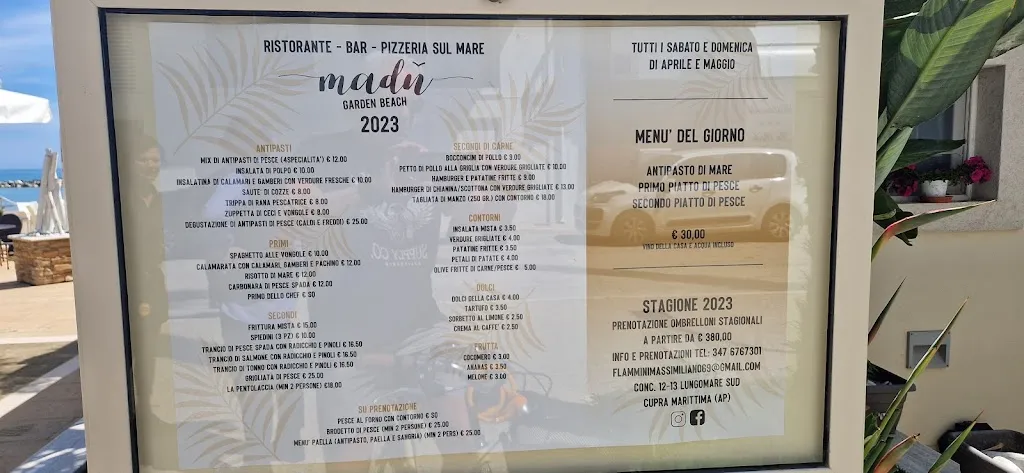 RISTORANTE - BAR - PIZZERIA SUL MARE
madù
GARDEN BEACH
2023
ANTIPASTI
MIX DI ANTIPASTI DI PESCE (4SPECIALITA') € 12.00
INSALATA DI POLPO € 10.00
INSALATINA DI CALAMARI E GAMBERI CON VERDURE FRESCHE € 10.00
SAUTE DI COZZE € 8.00
TRIPPA DI RANA PESCATRICE € 8.00
ZUPPETTA DI CECI E VONGOLE € 8.00
DEGUSTAZIONE DI ANTIPASTI DI PESCE (CALDI E FREDDI) € 25.00
PRIMI
SPAGHETTO ALLE VONGOLE € 10.00
CALAMARATA CON CALAMARI, GAMBERI E PACHINO € 12.00
RISOTTO DI MARE € 12.00
CARBONARA DI PESCE SPADA € 12.00
PRIMO DELLO CHEF € SQ
SECONDI
FRITTURA MISTA € 15.00
SPIEDINI (3 PZ) € 10.00
TRANCIO DI PESCE SPADA CON RADICCHIO E PINOLI € 16.50
TRANCIO DI SALMONE CON RADICCHIO E PINOLI € 16.50
TRANCIO DI TONNO CON RADICCHIO E PINOLI € 16.50
GRIGLIATA DI PESCE € 25.00
LA PENTOLACCIA (MIN 2 PERSONE) €18.00
SECONDI DI CARNE
BOCCONCINI DI POLLO € 9.00
PETTO DI POLLO ALLA GRIGLIA CON VERDURE GRIGLIATE € 10.00
HAMBURGER E PATATINE FRITTE € 9.00
HAMBURGER DI CHIANINA/SCOTTONA CON VERDURE GRIGLIATE € 13.00
TAGLIATA DI MANZO (250 GR.) CON CONTORNO € 18.00
CONTORNI
INSALATA MISTA € 3.50
VERDURE GRIGLIATE € 4.00
PATATINE FRITTE € 3.50
PETALI DI PATATE € 4.00
OLIVE FRITTE DI CARNE/PESCE € 5.00
DOLCI
DOLCI DELLA CASA € 4.00
TARTUFO € 3.50
SORBETTO AL LIMONE € 2.50
CREMA AL CAFFE' € 2.50
FRUTTA
COCOMERO € 3.00
ANANAS € 3.50
MELONE € 3.00
SU PRENOTAZIONE
PESCE AL FORNO CON CONTORNO € SQ
BRODETTO DI PESCE (MIN 2 PERSONE) € 25.00
MENU' PAELLA (ANTIPASTO, PAELLA E SANGRIA) (MIN 2 PERS) € 25.00
TUTTI I SABATO E DOMENICA
DI APRILE E MAGGIO
MENU' DEL GIORNO
ANTIPASTO DI MARE
PRIMO PIATTO DI PESCE
SECONDO PIATTO DI PESCE
€ 30,00
VINO DELLA CASA E ACQUA INCLUSO
STAGIONE 2023
PRENOTAZIONE OMBRELLONI STAGIONALI
A PARTIRE DA € 380,00
INFO E PRENOTAZIONI TEL: 347 6767301
FLAMMINIMASSIMILIANO69@GMAIL.COM
CONC. 12-13 LUNGOMARE SUD
CUPRA MARITTIMA (AP)